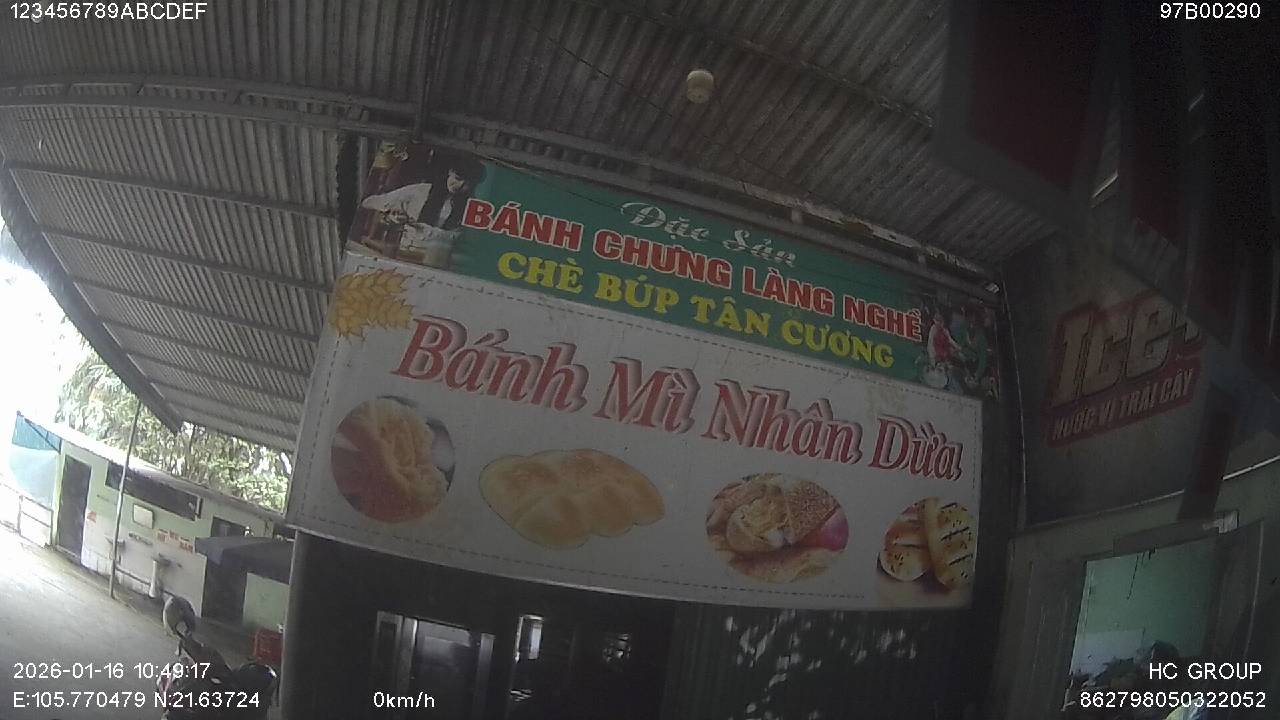 123456789ABCDEF
97B00290
Đặc Sản
BÁNH CHƯNG LÀNG NGHỀ
CHÈ BÚP TÂN CƯƠNG
Bánh Mì Nhân Dừa
Ice
NƯỚC VỊ TRÁI CÂY
2026-01-16 10:49:17
E:105.770479 N:21.63724
0km/h
HC GROUP
862798050322052